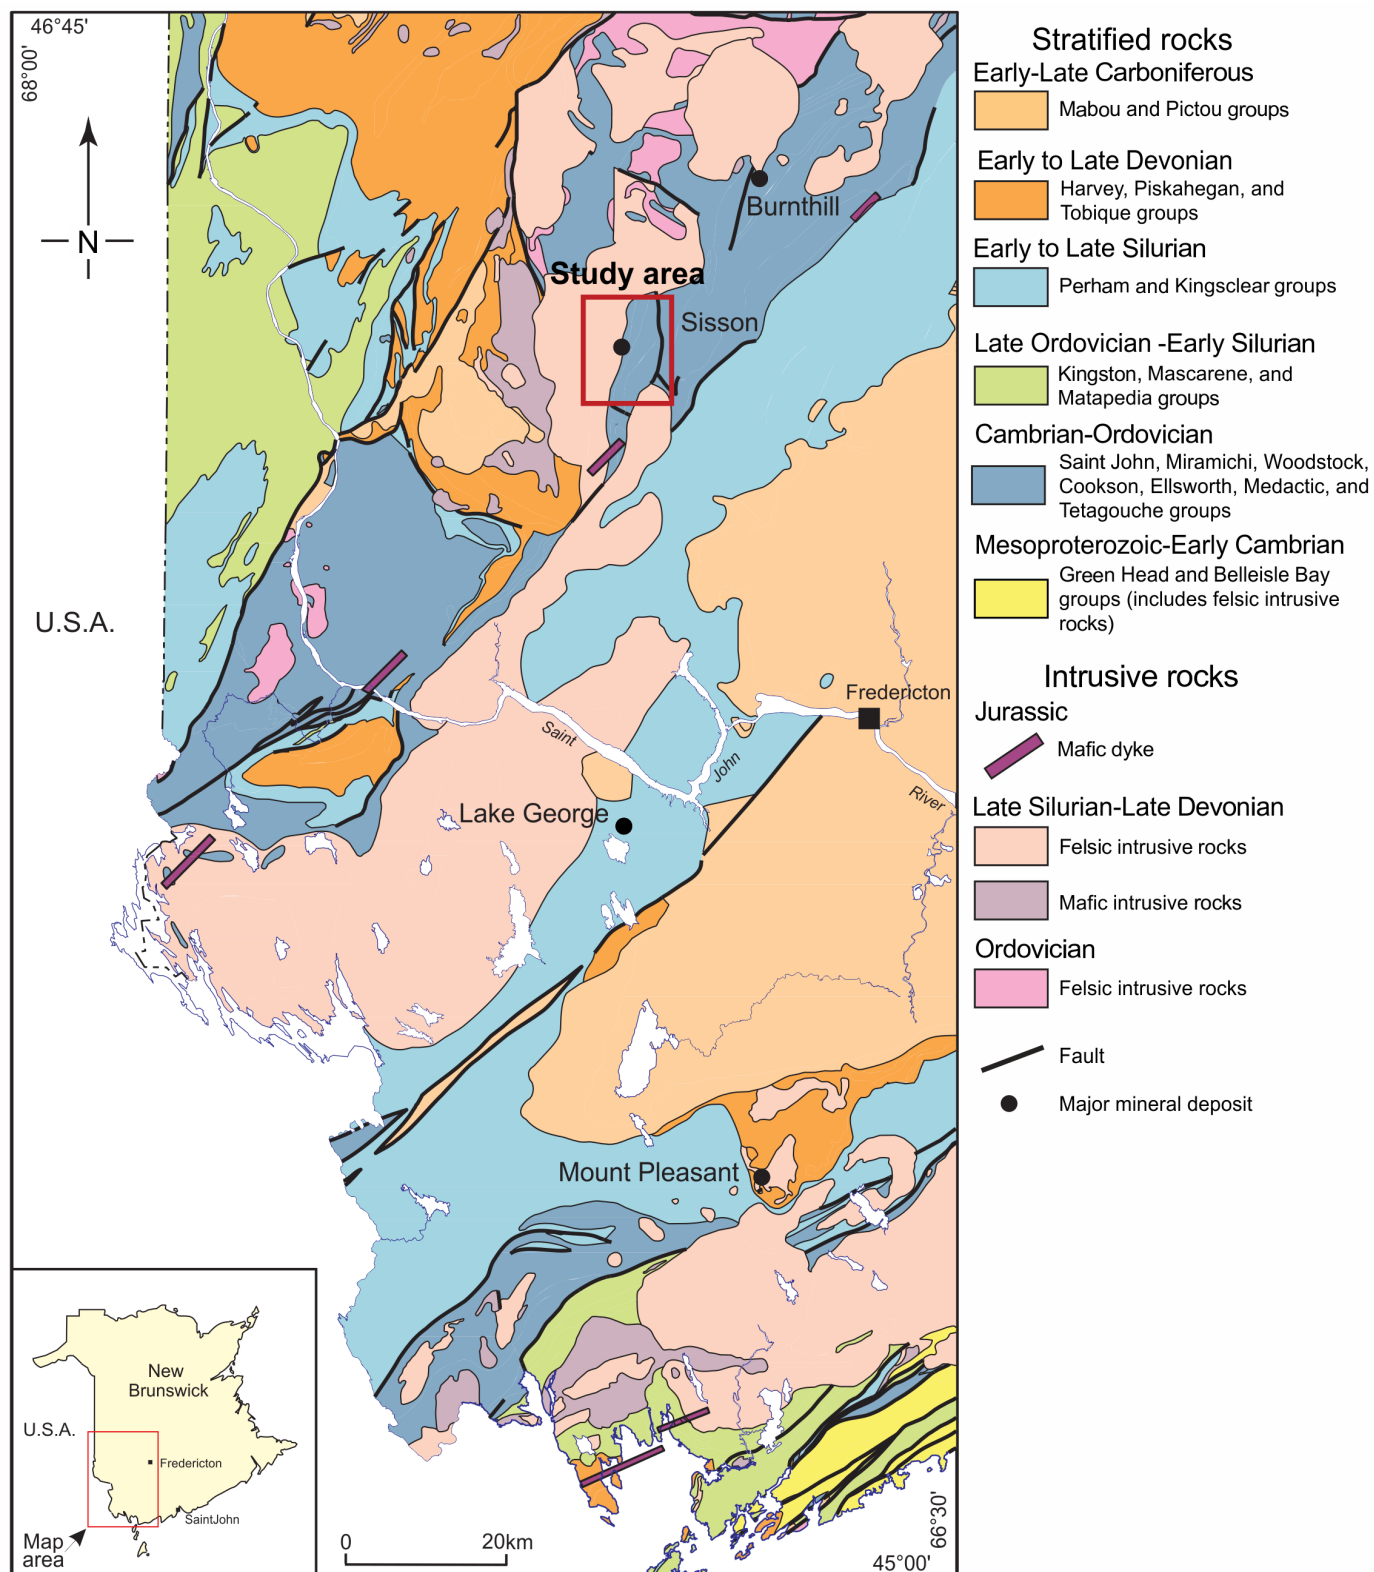 46°45'
68°00'
N
Burnthill
Study area
Sisson
U.S.A.
Fredericton
Saint
John
River
Lake George
Mount Pleasant
New
Brunswick
U.S.A.
Fredericton
SaintJohn
Map
area
0
20km
66°30'
45°00'
Stratified rocks
Early-Late Carboniferous
Mabou and Pictou groups
Early to Late Devonian
Harvey, Piskahegan, and
Tobique groups
Early to Late Silurian
Perham and Kingsclear groups
Late Ordovician -Early Silurian
Kingston, Mascarene, and
Matapedia groups
Cambrian-Ordovician
Saint John, Miramichi, Woodstock,
Cookson, Ellsworth, Medactic, and
Tetagouche groups
Mesoproterozoic-Early Cambrian
Green Head and Belleisle Bay
groups (includes felsic intrusive
rocks)
Intrusive rocks
Jurassic
Mafic dyke
Late Silurian-Late Devonian
Felsic intrusive rocks
Mafic intrusive rocks
Ordovician
Felsic intrusive rocks
Fault
Major mineral deposit